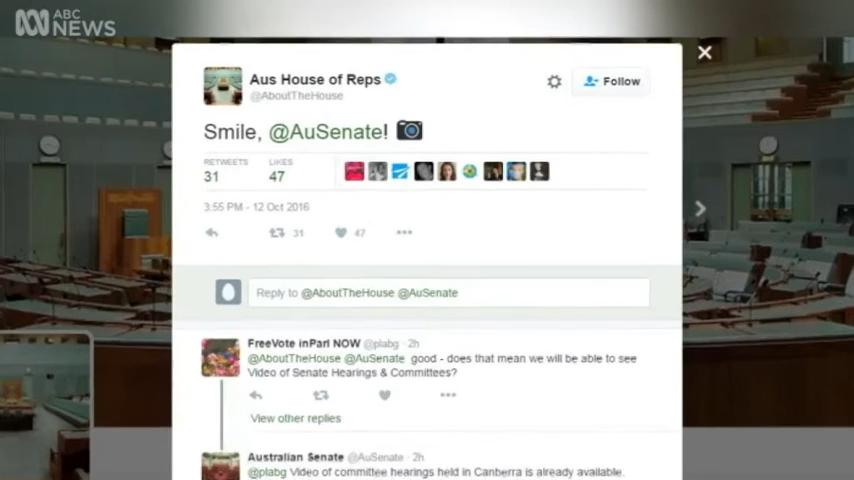 ABC
NEWS
Aus House of Reps
@AboutTheHouse
Follow
Smile, @AuSenate!
RETWEETS
31
LIKES
47
3:55 PM - 12 Oct 2016
31
47
Reply to @AboutTheHouse @AuSenate
FreeVote inParl NOW @plabg · 2h
@AboutTheHouse @AuSenate good - does that mean we will be able to see
Video of Senate Hearings & Committees?
View other replies
Australian Senate @AuSenate · 2h
@plabg Video of committee hearings held in Canberra is already available.